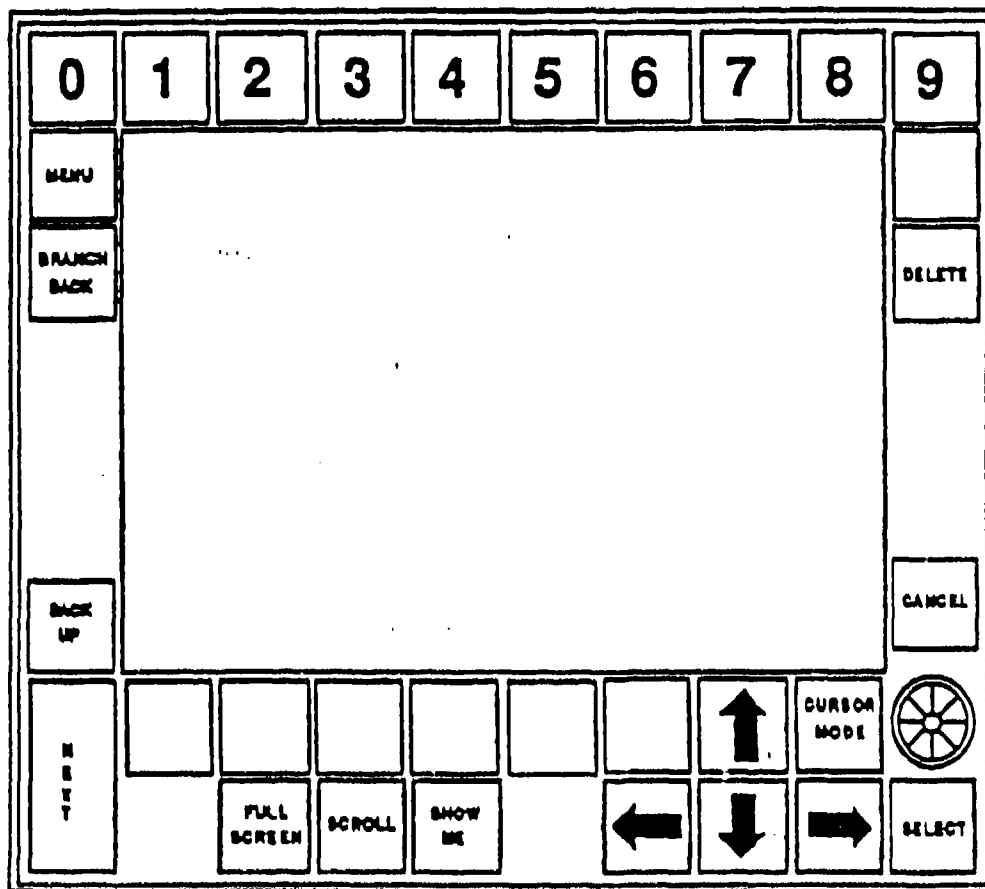 0 1 2 3 4 5 6 7 8 9
MENU
BRANCH
BACK
DELETE
BACK
UP
CANCEL
CURSOR
MODE
NEXT
FULL
SCREEN
SCROLL
SHOW
ME
SELECT